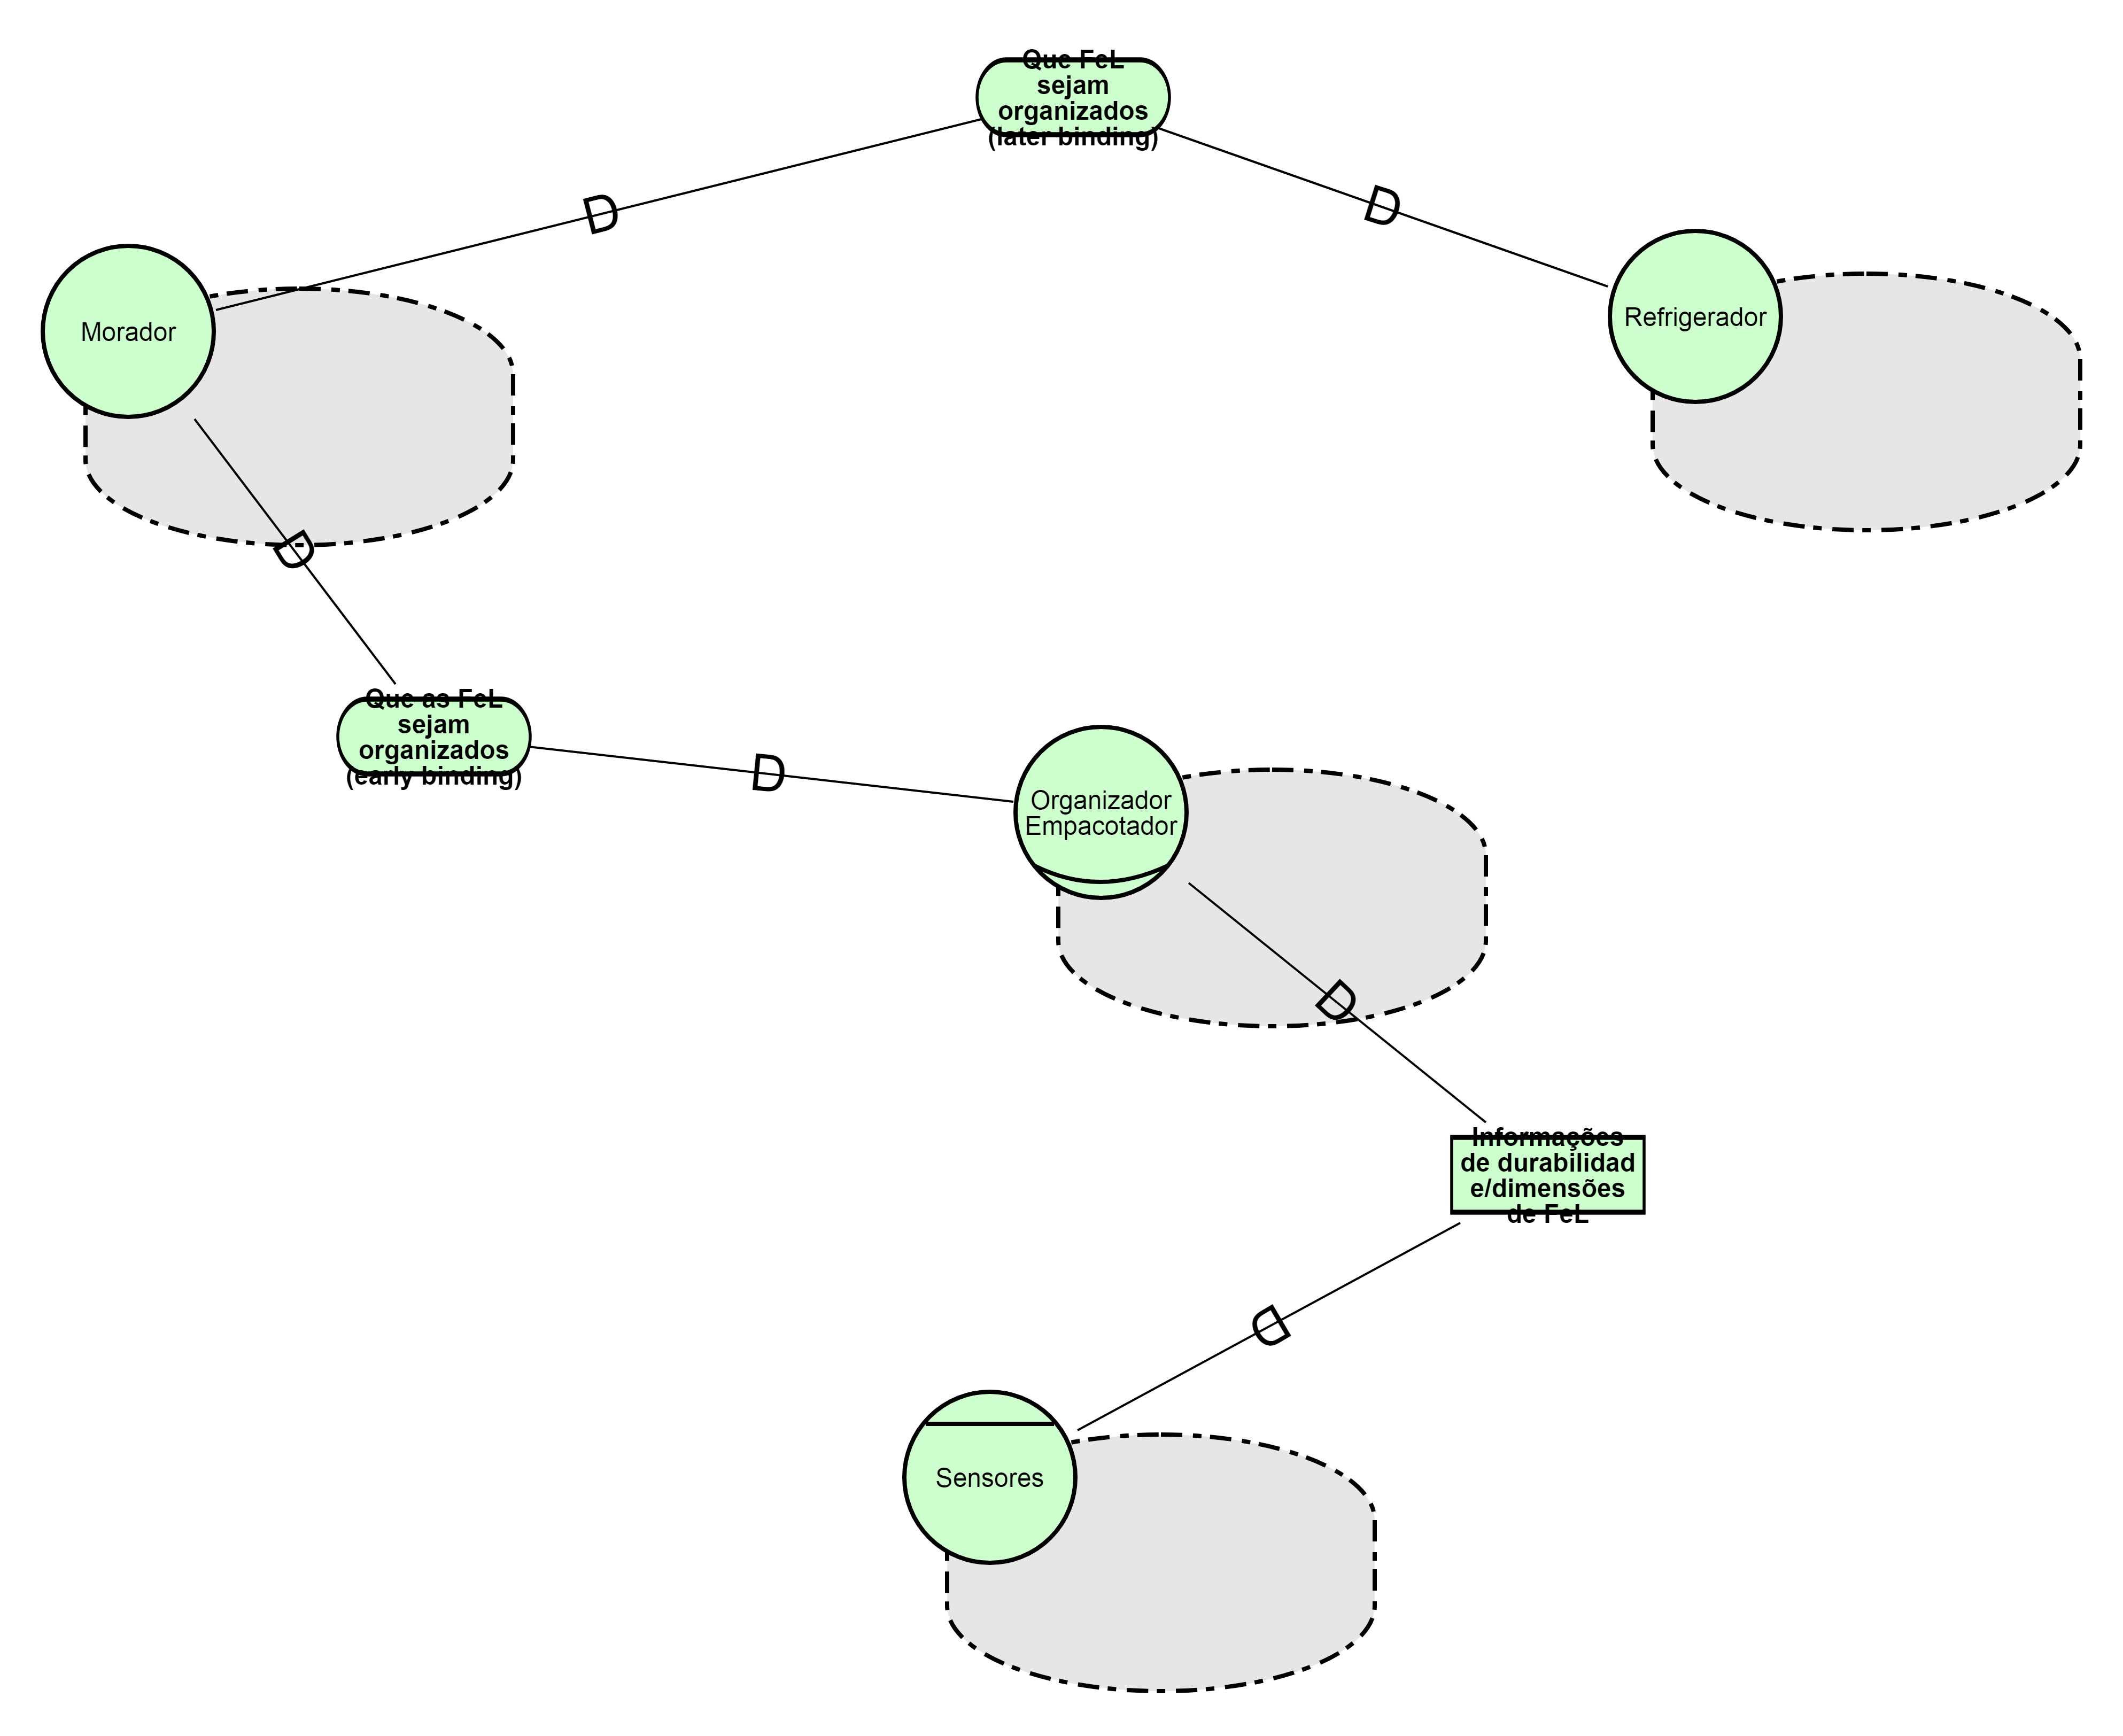 Que FeL
sejam
organizados
(later binding)
D
D
Morador
Refrigerador
D
Que as FeL
sejam
organizados
(early binding)
D
Organizador
Empacotador
D
Informações
de durabilidad
e/dimensões
de FeL
D
Sensores